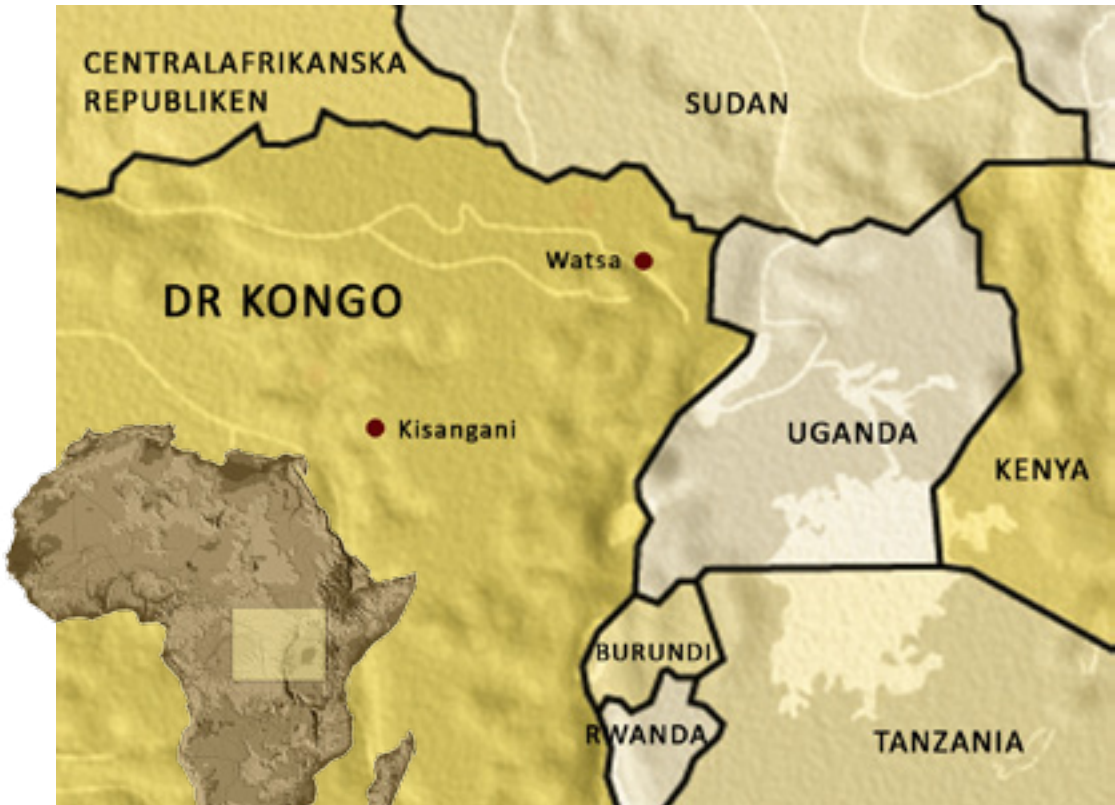 CENTRALAFRIKANSKA
REPUBLIKEN
SUDAN
Watsa
DR KONGO
Kisangani
UGANDA
KENYA
BURUNDI
RWANDA
TANZANIA